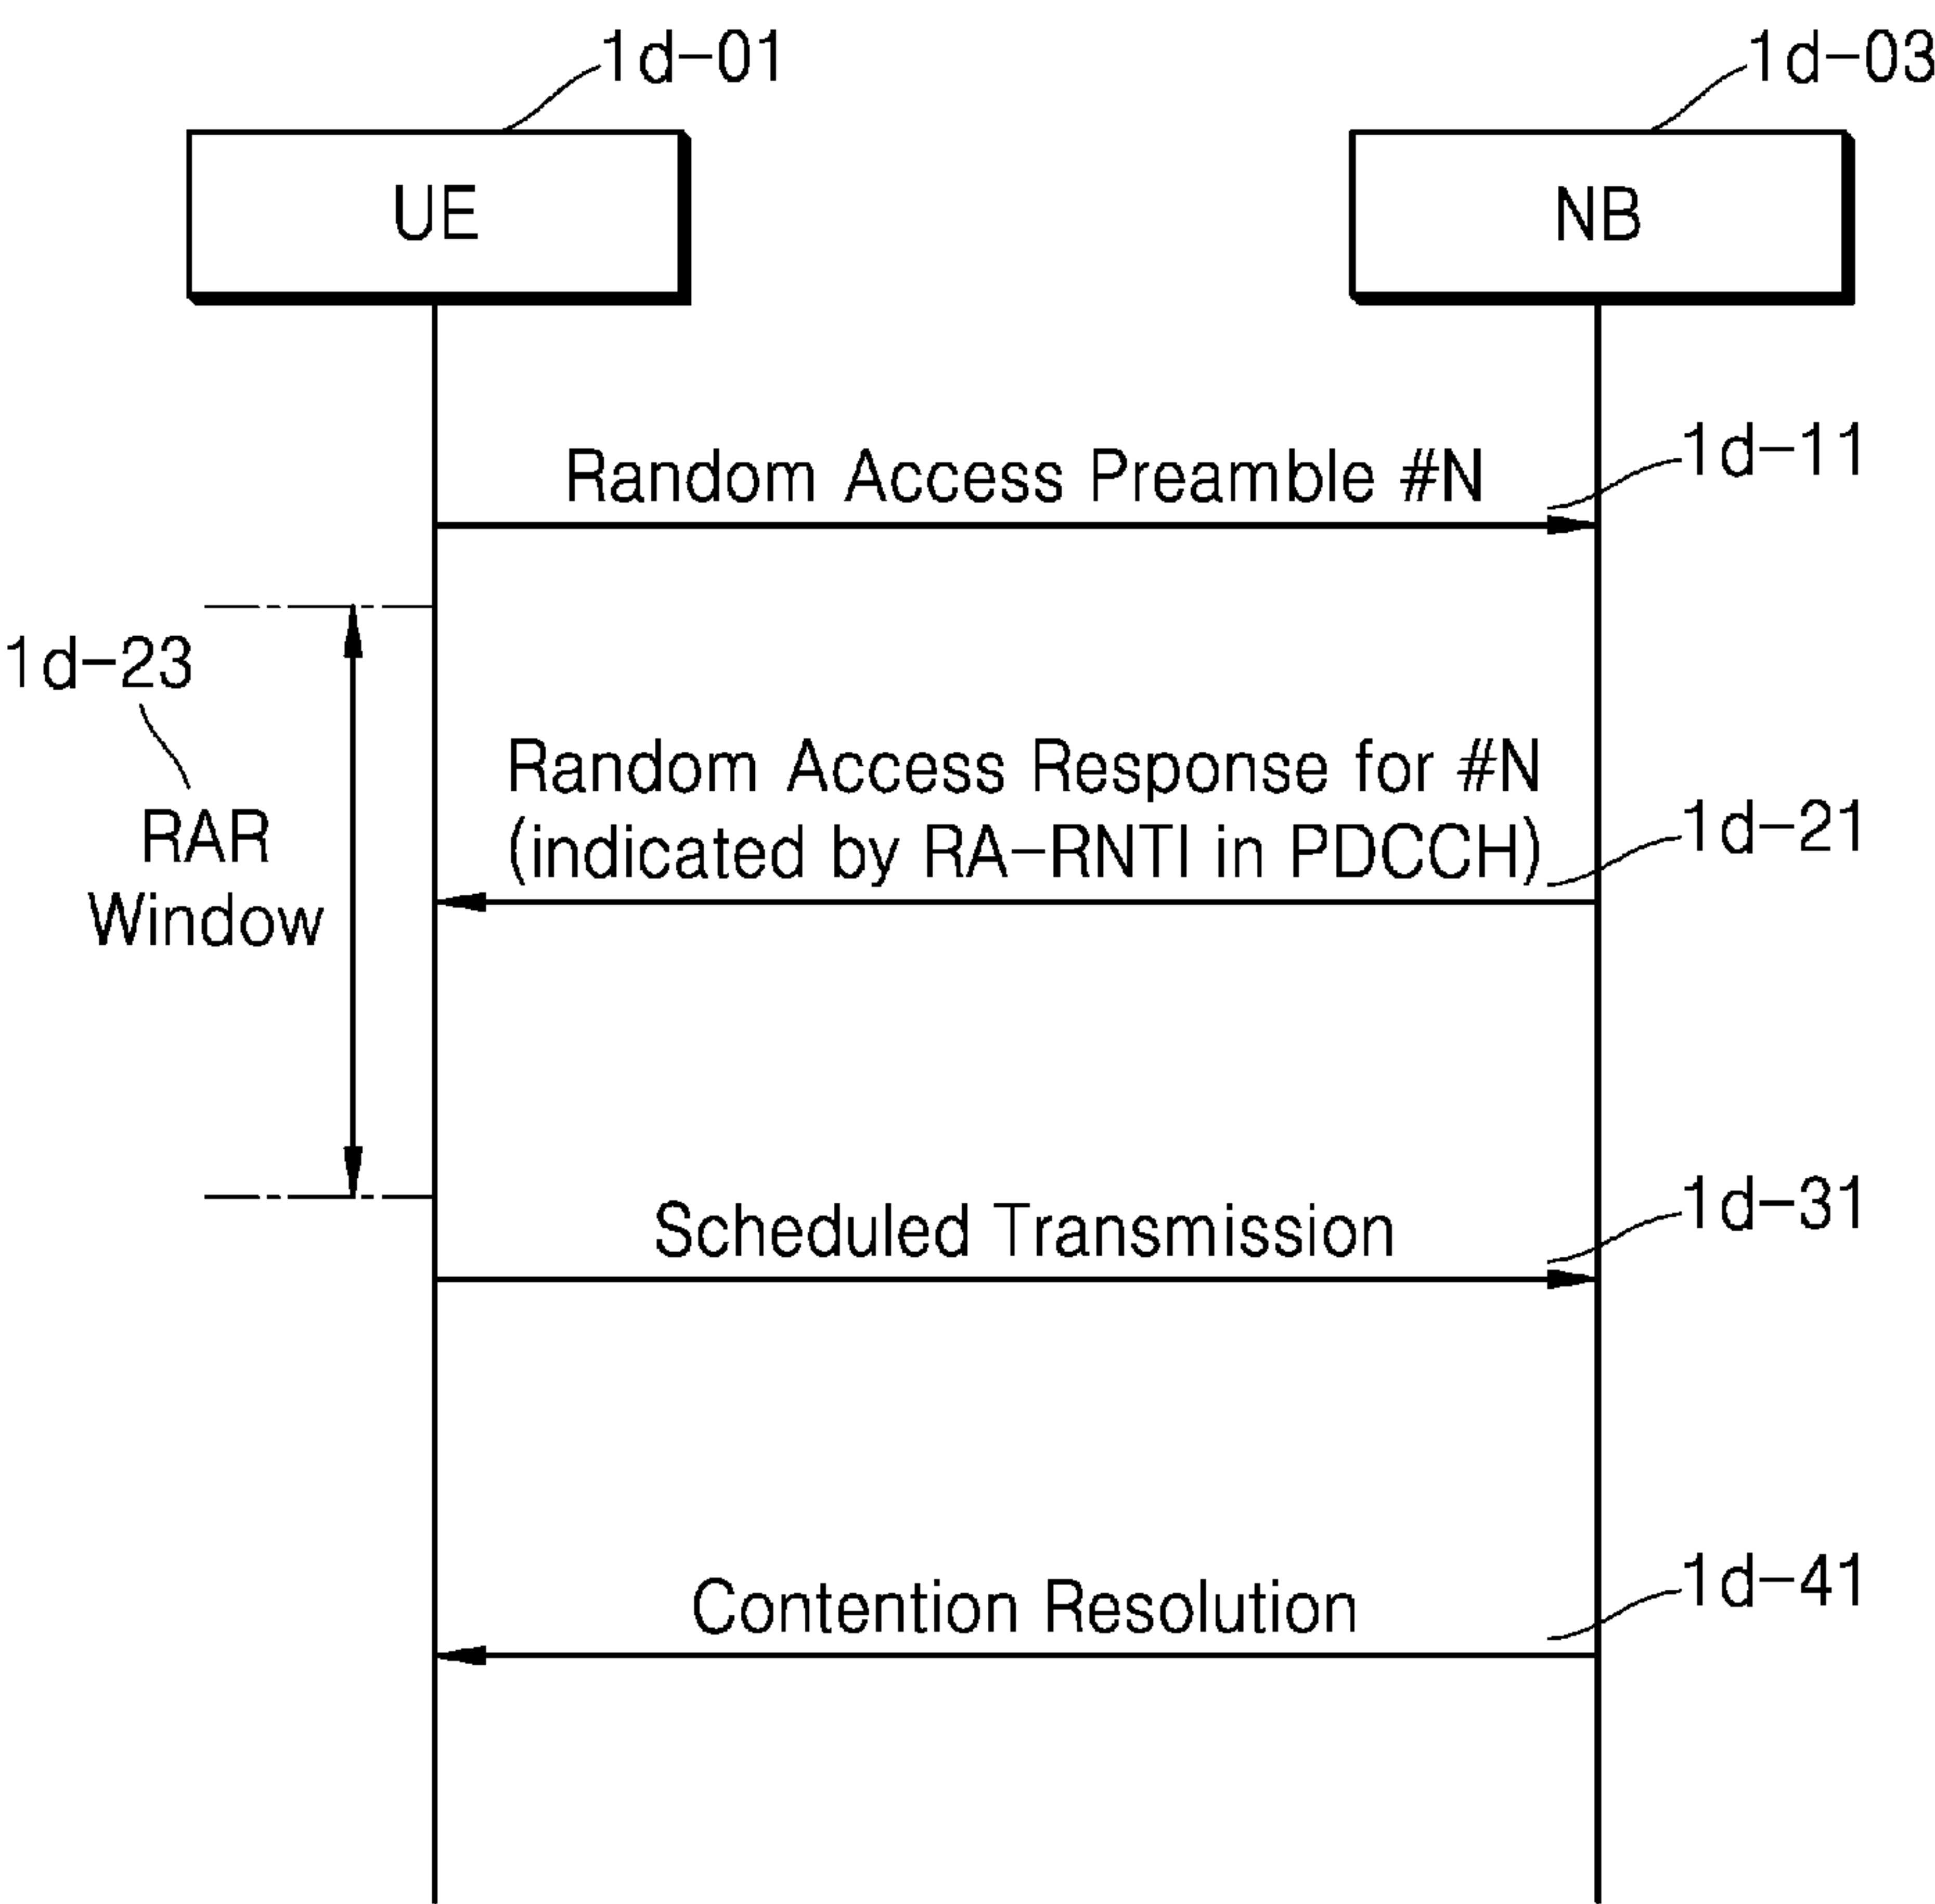 1d-01
1d-03
UE
NB
Random Access Preamble #N
1d-11
1d-23
RAR
Window
Random Access Response for #N
(indicated by RA-RNTI in PDCCH)
1d-21
Scheduled Transmission
1d-31
Contention Resolution
1d-41